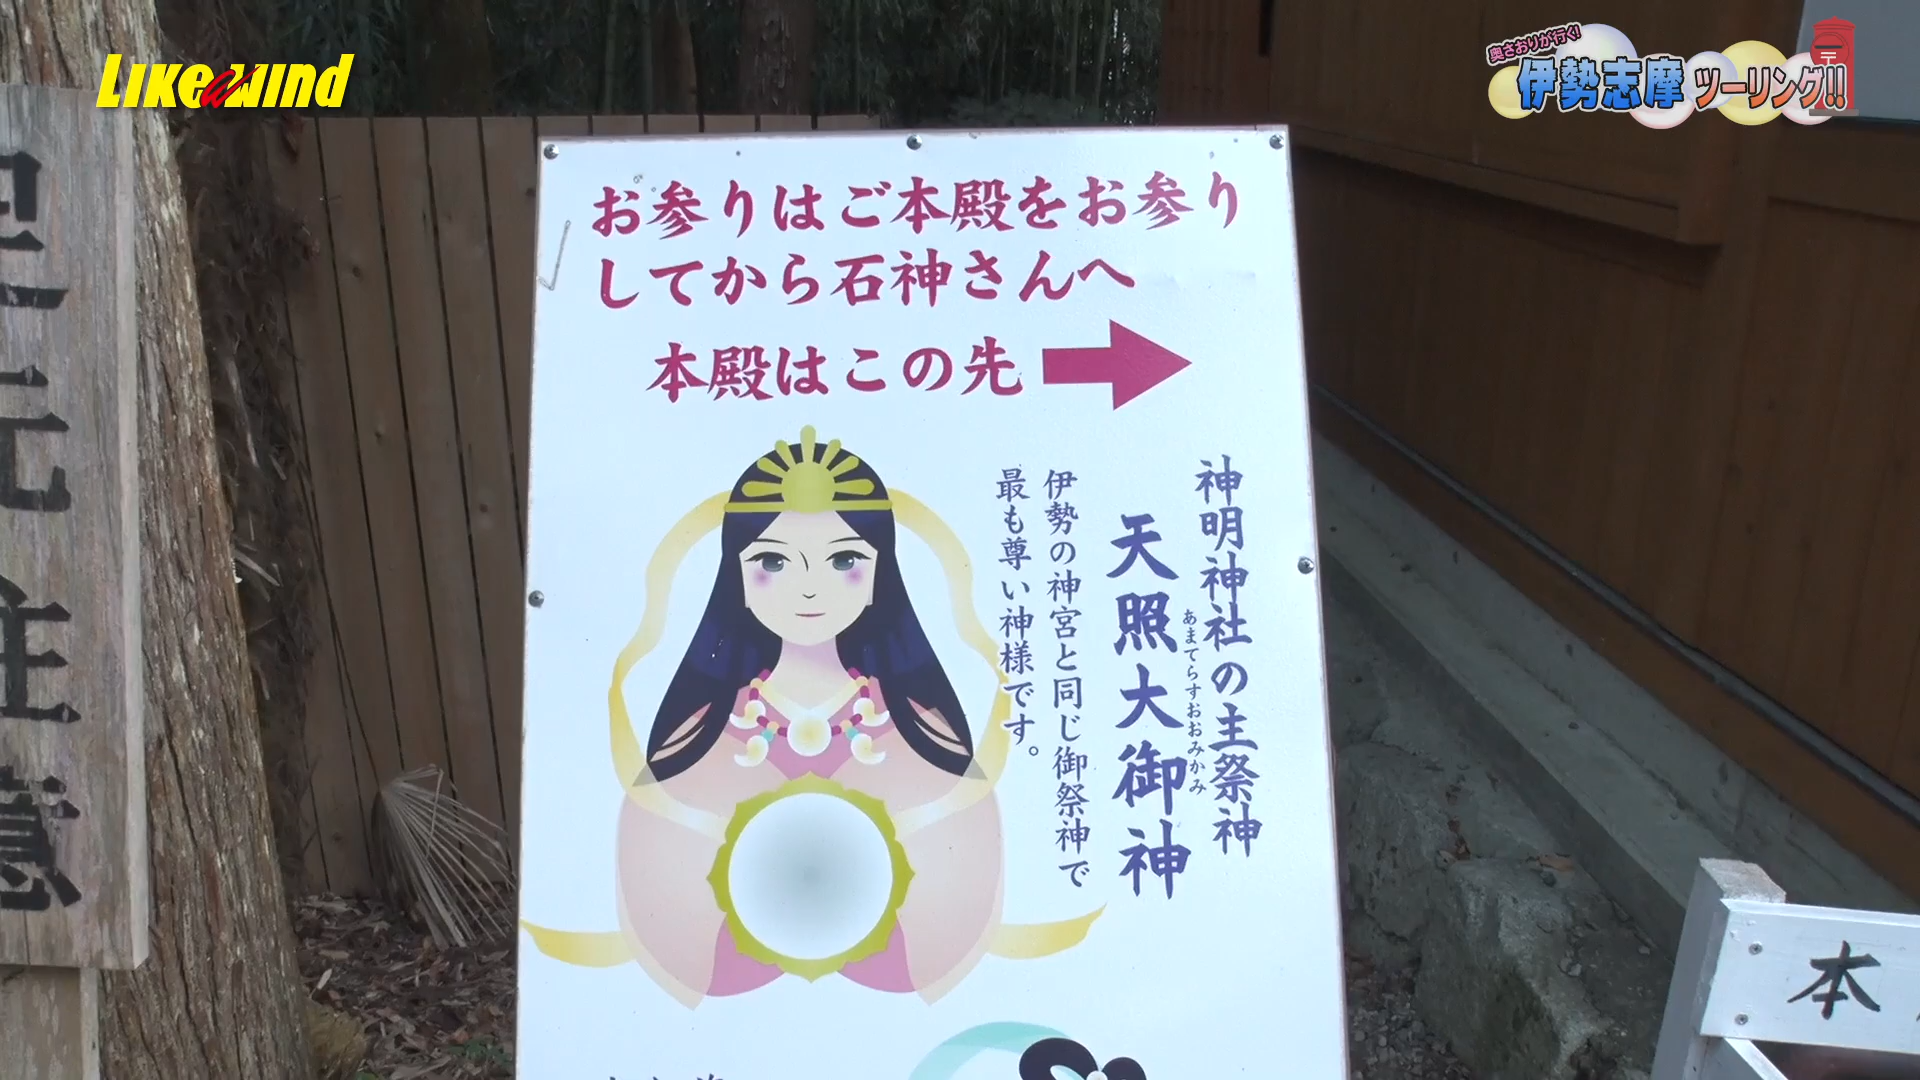 Like a wind
奥さおりが行く!
伊勢志摩ツーリング!!
お参りはご本殿をお参り
してから石神さんへ
本殿はこの先
神明神社の主祭神
天照大御神
あまてらすおおみかみ
伊勢の神宮と同じ御祭神で
最も尊い神様です。
足元注意
本